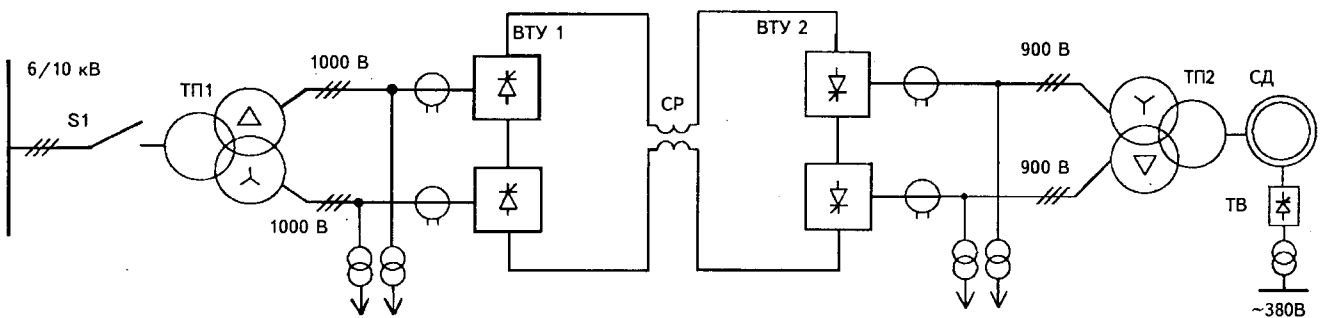 6/10 кВ
S1
ТП1
1000 В
1000 В
ВТУ 1
СР
ВТУ 2
900 В
900 В
ТП2
СД
ТВ
~380В